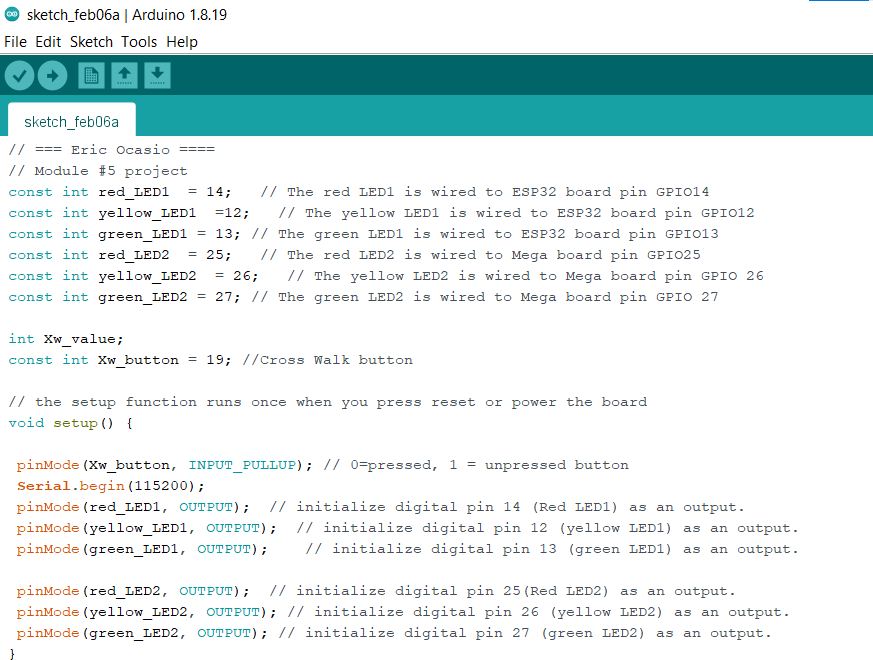 sketch_feb06a | Arduino 1.8.19
File Edit Sketch Tools Help
sketch_feb06a
// === Eric Ocasio ====
// Module #5 project
const int red_LED1  = 14;   // The red LED1 is wired to ESP32 board pin GPIO14
const int yellow_LED1  =12;   // The yellow LED1 is wired to ESP32 board pin GPIO12
const int green_LED1 = 13; // The green LED1 is wired to ESP32 board pin GPIO13
const int red_LED2  = 25;   // The red LED2 is wired to Mega board pin GPIO25
const int yellow_LED2  = 26;   // The yellow LED2 is wired to Mega board pin GPIO 26
const int green_LED2 = 27; // The green LED2 is wired to Mega board pin GPIO 27
int Xw_value;
const int Xw_button = 19; //Cross Walk button
// the setup function runs once when you press reset or power the board
void setup() {
pinMode(Xw_button, INPUT_PULLUP); // 0=pressed, 1 = unpressed button
Serial.begin(115200);
pinMode(red_LED1, OUTPUT);  // initialize digital pin 14 (Red LED1) as an output.
pinMode(yellow_LED1, OUTPUT);  // initialize digital pin 12 (yellow LED1) as an output.
pinMode(green_LED1, OUTPUT);    // initialize digital pin 13 (green LED1) as an output.
pinMode(red_LED2, OUTPUT);  // initialize digital pin 25(Red LED2) as an output.
pinMode(yellow_LED2, OUTPUT); // initialize digital pin 26 (yellow LED2) as an output.
pinMode(green_LED2, OUTPUT); // initialize digital pin 27 (green LED2) as an output.
}